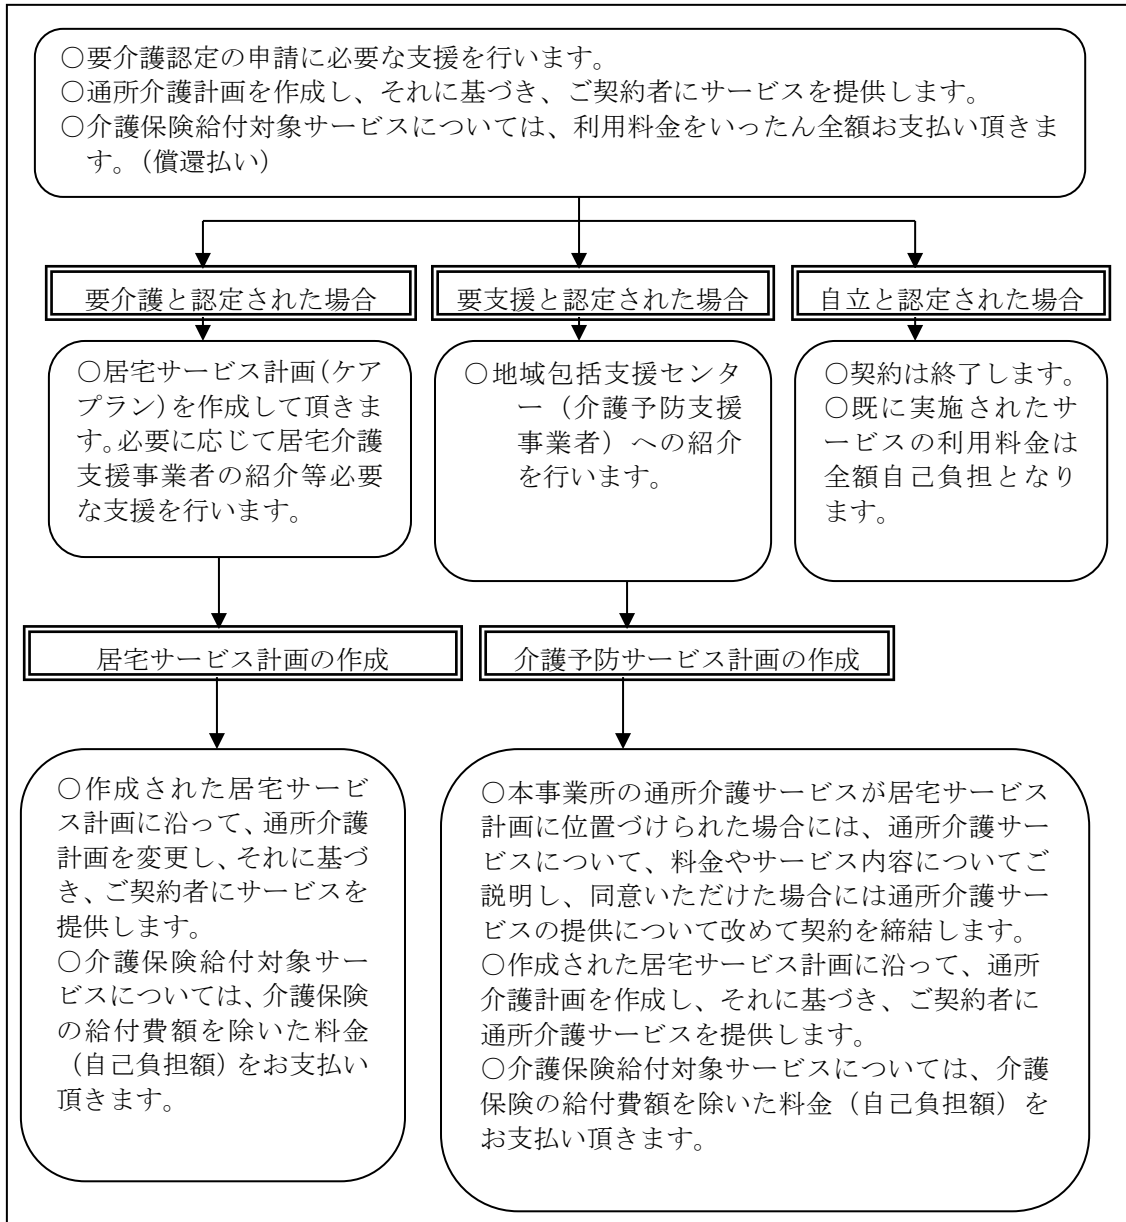 ○要介護認定の申請に必要な支援を行います。
○通所介護計画を作成し、それに基づき、ご契約者にサービスを提供します。
○介護保険給付対象サービスについては、利用料金をいったん全額お支払い頂きま
す。（償還払い）
要介護と認定された場合
要支援と認定された場合
自立と認定された場合
○居宅サービス計画（ケア
プラン）を作成して頂きま
す。必要に応じて居宅介護
支援事業者の紹介等必要
な支援を行います。
○地域包括支援センタ
ー（介護予防支援
事業者）への紹介
を行います。
○契約は終了します。
○既に実施されたサ
ービスの利用料金は
全額自己負担となり
ます。
居宅サービス計画の作成
介護予防サービス計画の作成
○作成された居宅サービ
ス計画に沿って、通所介護
計画を変更し、それに基づ
き、ご契約者にサービスを
提供します。
○介護保険給付対象サー
ビスについては、介護保険
の給付費額を除いた料金
（自己負担額）をお支払い
頂きます。
○本事業所の通所介護サービスが居宅サービス
計画に位置づけられた場合には、通所介護サー
ビスについて、料金やサービス内容についてご
説明し、同意いただけた場合には通所介護サー
ビスの提供について改めて契約を締結します。
○作成された居宅サービス計画に沿って、通所
介護計画を作成し、それに基づき、ご契約者に
通所介護サービスを提供します。
○介護保険給付対象サービスについては、介護
保険の給付費額を除いた料金（自己負担額）を
お支払い頂きます。